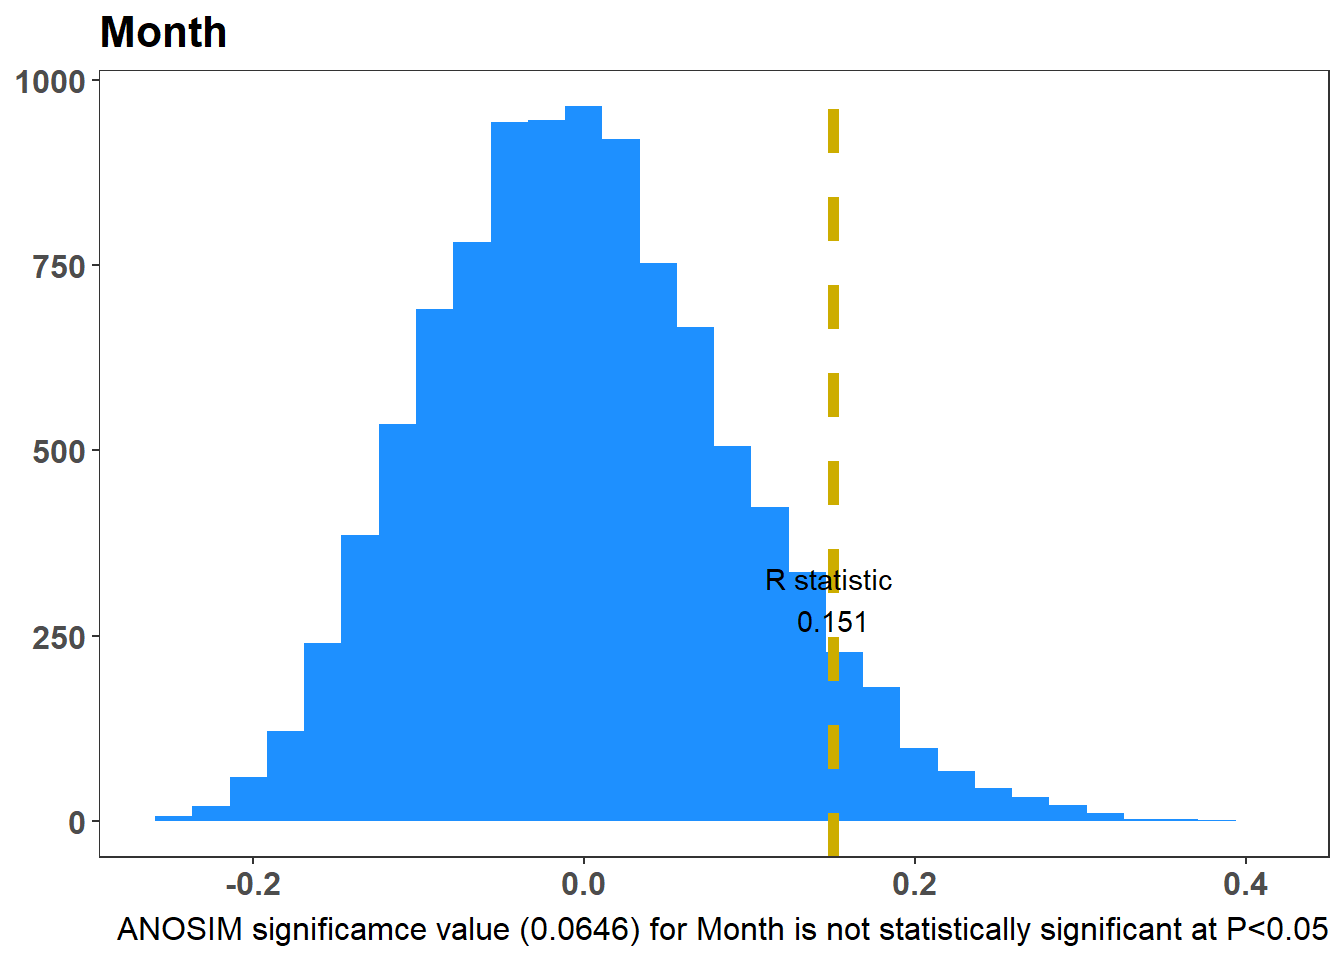 Month
1000
750
500
250
0
R statistic
0.151
-0.2 0.0 0.2 0.4
ANOSIM significamce value (0.0646) for Month is not statistically significant at P<0.05